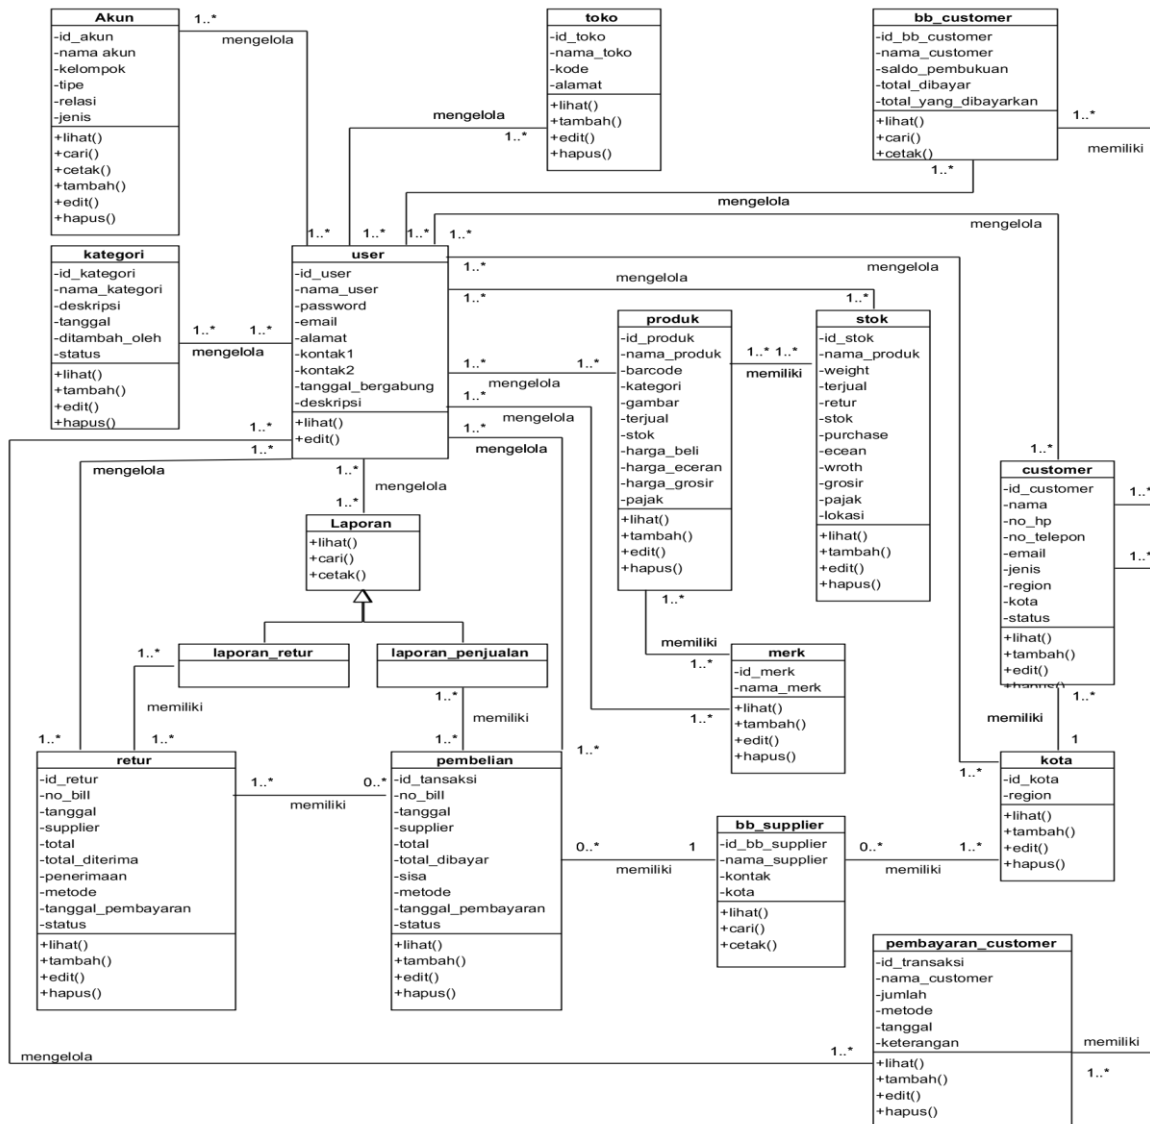 Akun
-id_akun
-nama akun
-kelompok
-tipe
-relasi
-jenis
+lihat()
+cari()
+cetak()
+tambah()
+edit()
+hapus()
1..*
mengelola
1..*
toko
-id_toko
-nama_toko
-kode
-alamat
+lihat()
+tambah()
+edit()
+hapus()
mengelola
1..*
1..*
bb_customer
-id_bb_customer
-nama_customer
-saldo_pembukuan
-total_dibayar
-total_yang_dibayarkan
+lihat()
+cari()
+cetak()
1..*
memiliki
1..*
mengelola
1..*
mengelola
1..*
1..*
kategori
-id_kategori
-nama_kategori
-deskripsi
-tanggal
-ditambah_oleh
-status
+lihat()
+tambah()
+edit()
+hapus()
1..*
1..*
mengelola
user
-id_user
-nama_user
-password
-email
-alamat
-kontak1
-kontak2
-tanggal_bergabung
-deskripsi
+lihat()
+edit()
1..*
mengelola
1..*
mengelola
1..*
1..*
1..*
1..*
mengelola
1..*
mengelola
1..*
mengelola
produk
-id_produk
-nama_produk
-barcode
-kategori
-gambar
-terjual
-stok
-harga_beli
-harga_eceran
-harga_grosir
-pajak
+lihat()
+tambah()
+edit()
+hapus()
1..*
1..* 1..*
memiliki
stok
-id_stok
-nama_produk
-weight
-terjual
-retur
-stok
-purchase
-ecean
-wroth
-grosir
-pajak
-lokasi
+lihat()
+tambah()
+edit()
+hapus()
customer
-id_customer
-nama
-no_hp
-no_telepon
-email
-jenis
-region
-kota
-status
+lihat()
+tambah()
+edit()
+hapus()
1..*
1..*
1..*
memiliki
1
1..*
1..*
mengelola
1..*
mengelola
1..*
Laporan
+lihat()
+cari()
+cetak()
laporan_retur
laporan_penjualan
1..*
memiliki
1..*
1..*
memiliki
1..*
1..*
1..*
memiliki
1..*
merk
-id_merk
-nama_merk
+lihat()
+tambah()
+edit()
+hapus()
1..*
1..*
retur
-id_retur
-no_bill
-tanggal
-supplier
-total
-total_diterima
-penerimaan
-metode
-tanggal_pembayaran
-status
+lihat()
+tambah()
+edit()
+hapus()
1..*
0..*
memiliki
pembelian
-id_tansaksi
-no_bill
-tanggal
-supplier
-total
-total_dibayar
-sisa
-metode
-tanggal_pembayaran
-status
+lihat()
+tambah()
+edit()
+hapus()
0..*
1
memiliki
bb_supplier
-id_bb_supplier
-nama_supplier
-kontak
-kota
+lihat()
+cari()
+cetak()
0..*
1..*
memiliki
kota
-id_kota
-region
+lihat()
+tambah()
+edit()
+hapus()
1..*
pembayaran_customer
-id_transaksi
-nama_customer
-jumlah
-metode
-tanggal
-keterangan
+lihat()
+tambah()
+edit()
+hapus()
memiliki
1..*
mengelola
1..*